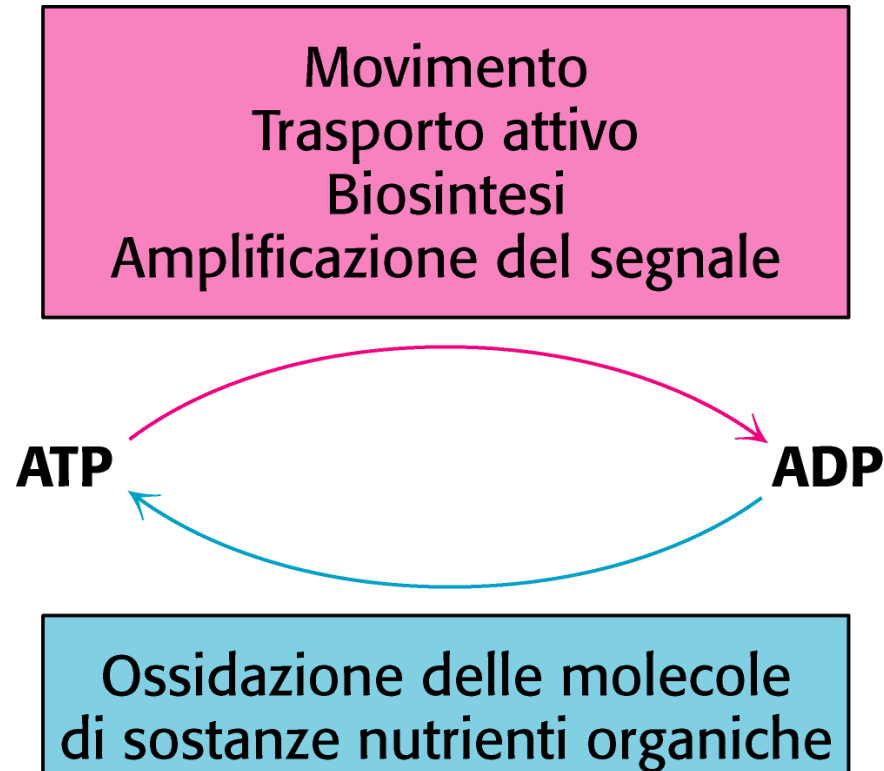 Movimento
Trasporto attivo
Biosintesi
Amplificazione del segnale
ATP
ADP
Ossidazione delle molecole
di sostanze nutrienti organiche